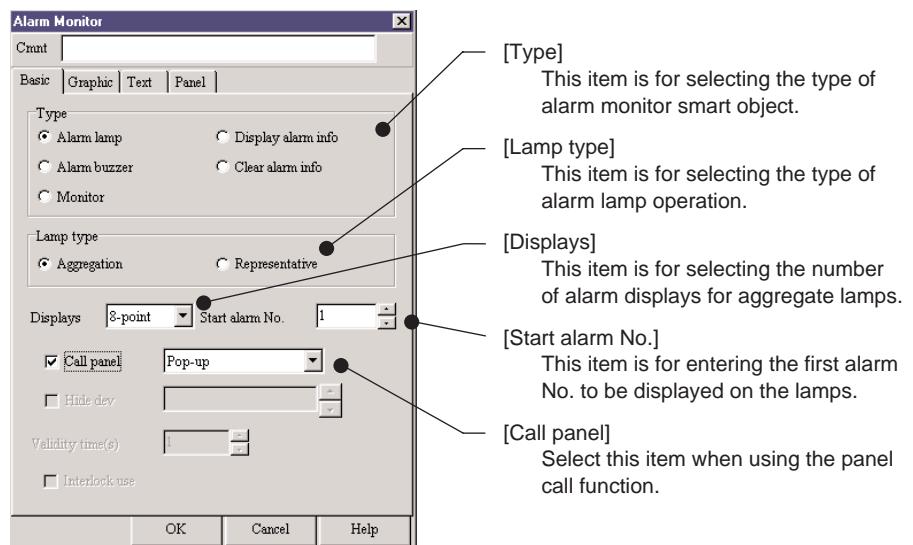 Alarm Monitor
Cmnt
Basic Graphic Text Panel
Type
Alarm lamp Display alarm info
Alarm buzzer Clear alarm info
Monitor
Lamp type
Aggregation Representative
Displays 8-point Start alarm No. 1
Call panel Pop-up
Hide dev
Validity time(s) 1
Interlock use
OK Cancel Help
[Type]
This item is for selecting the type of
alarm monitor smart object.
[Lamp type]
This item is for selecting the type of
alarm lamp operation.
[Displays]
This item is for selecting the number
of alarm displays for aggregate lamps.
[Start alarm No.]
This item is for entering the first alarm
No. to be displayed on the lamps.
[Call panel]
Select this item when using the panel
call function.